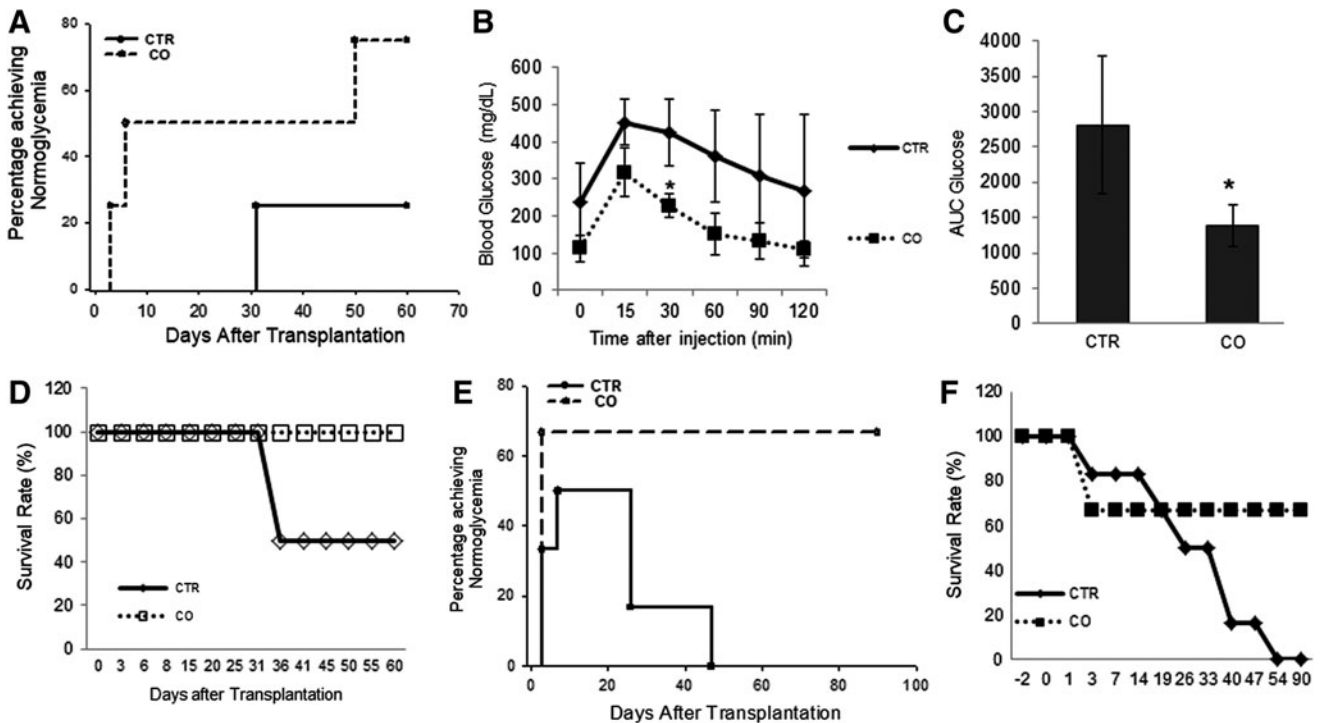 A
Percentage achieving
Normoglycemia
80
60
40
20
0
CTR
CO
0 10 20 30 40 50 60 70
Days After Transplantation
B
Blood Glucose (mg/dL)
600
500
400
300
200
100
0
*
0 15 30 60 90 120
Time after injection (min)
CTR
CO
C
AUC Glucose
4000
3500
3000
2500
2000
1500
1000
500
0
*
CTR CO
D
Survival Rate (%)
120
100
80
60
40
20
0
CTR
CO
0 3 6 8 15 20 25 31 36 41 45 50 55 60
Days after Transplantation
E
Percentage achieving
Normoglycemia
80
60
40
20
0
CTR
CO
0 20 40 60 80 100
Days After Transplantation
F
Survival Rate (%)
120
100
80
60
40
20
0
CTR
CO
-2 0 1 3 7 14 19 26 33 40 47 54 90